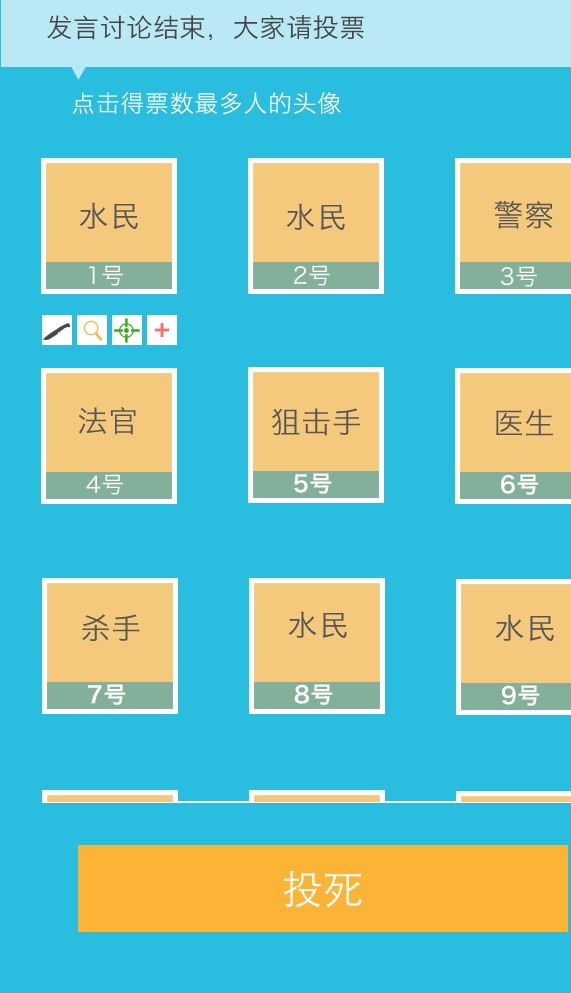 发言讨论结束，大家请投票
点击得票数最多人的头像
水民
水民
警察
1号
2号
3号
法官
狙击手
医生
4号
5号
6号
杀手
水民
水民
7号
8号
9号
投死